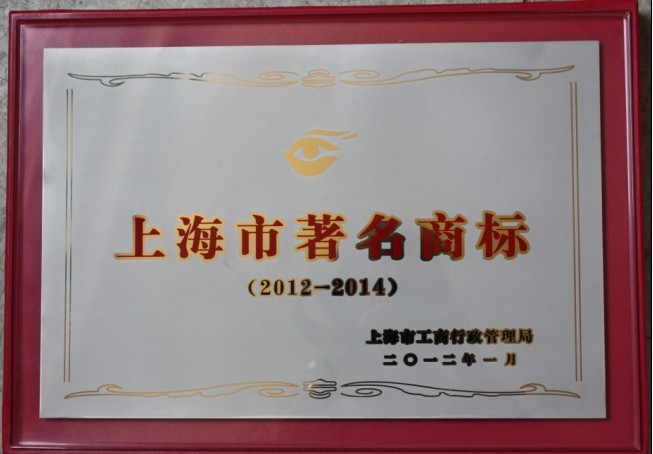 上海市著名商标
(2012-2014)
上海市工商行政管理局
二〇一二年一月